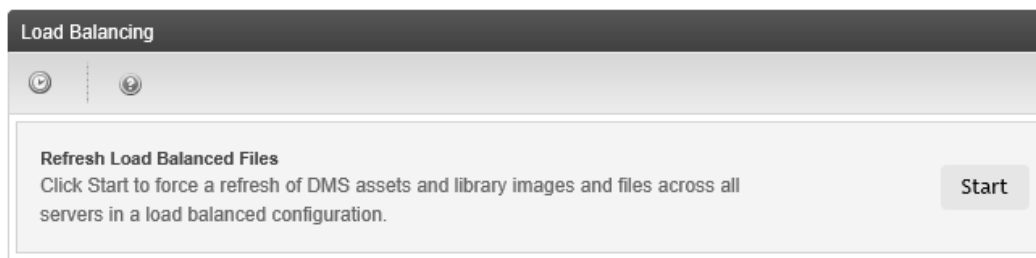 Load Balancing
Refresh Load Balanced Files
Click Start to force a refresh of DMS assets and library images and files across all
servers in a load balanced configuration.
Start